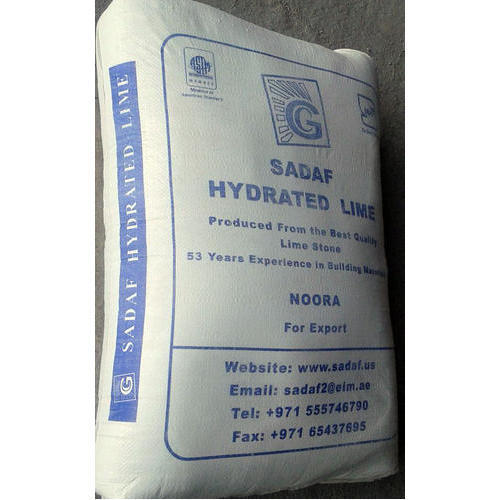 SADAF HYDRATED LIME
G
G
SADAF
HYDRATED LIME
Produced From the Best Quality
Lime Stone
53 Years Experience in Building
NOORA
For Export
Website: www.sadaf.us
Email: sadaf2@eim.ae
Tel: +971 555746790
Fax: +971 65437695